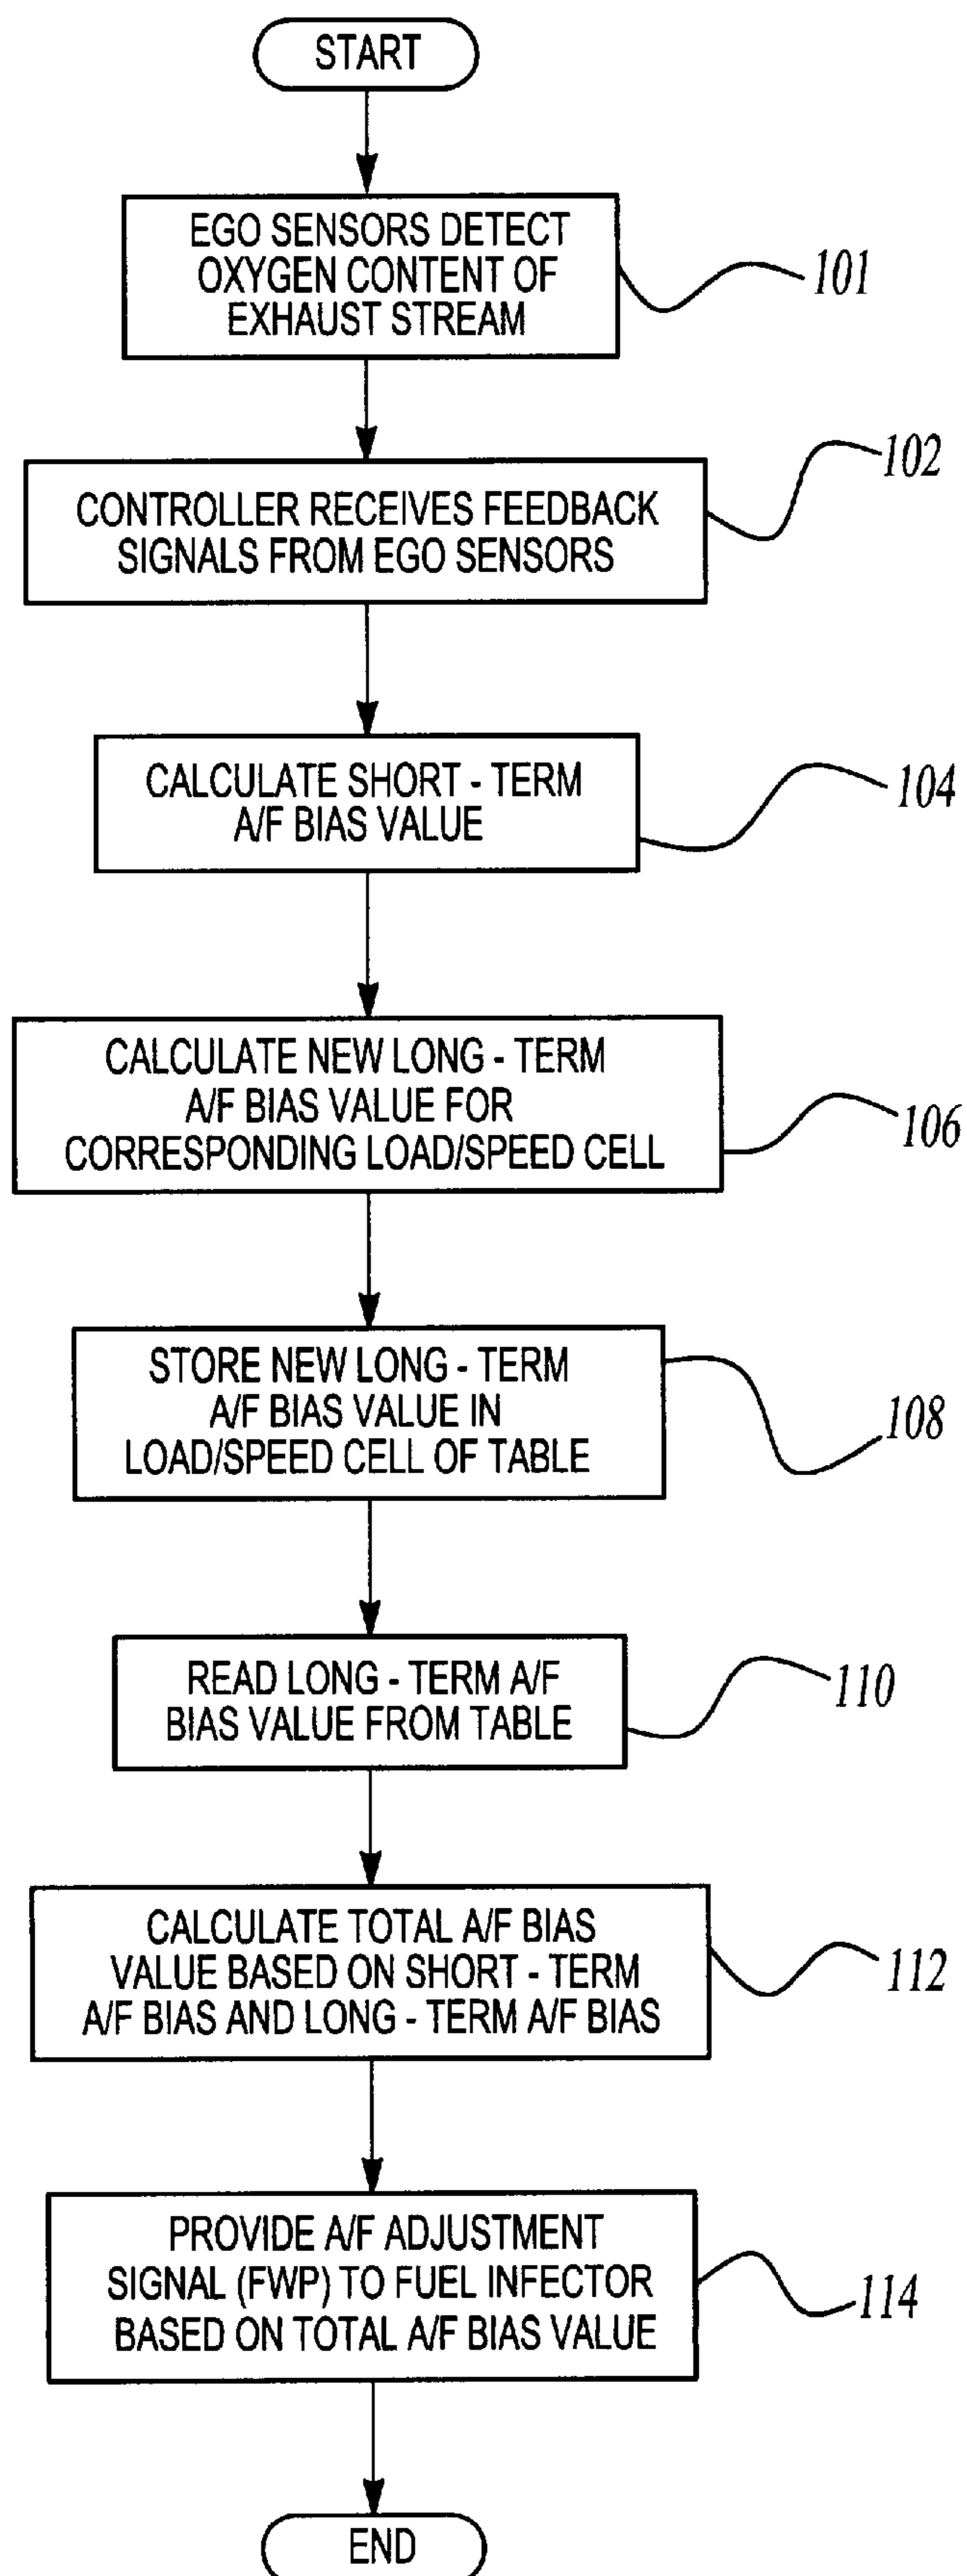 START
EGO SENSORS DETECT
OXYGEN CONTENT OF
EXHAUST STREAM
101
CONTROLLER RECEIVES FEEDBACK
SIGNALS FROM EGO SENSORS
102
CALCULATE SHORT - TERM
A/F BIAS VALUE
104
CALCULATE NEW LONG - TERM
A/F BIAS VALUE FOR
CORRESPONDING LOAD/SPEED CELL
106
STORE NEW LONG - TERM
A/F BIAS VALUE IN
LOAD/SPEED CELL OF TABLE
108
READ LONG - TERM A/F
BIAS VALUE FROM TABLE
110
CALCULATE TOTAL A/F BIAS
VALUE BASED ON SHORT - TERM
A/F BIAS AND LONG - TERM A/F BIAS
112
PROVIDE A/F ADJUSTMENT
SIGNAL (FWP) TO FUEL INFECTOR
BASED ON TOTAL A/F BIAS VALUE
114
END